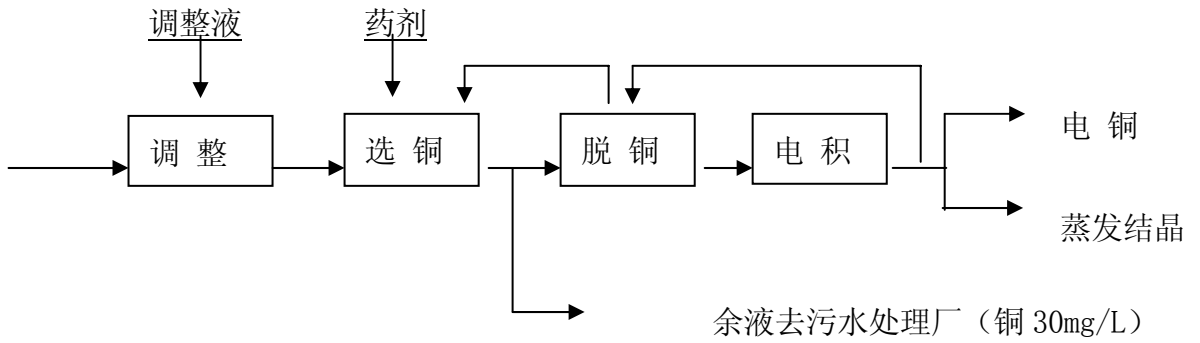 调整液
药剂
调 整
选 铜
脱 铜
电 积
电 铜
蒸发结晶
余液去污水处理厂（铜 30mg/L）